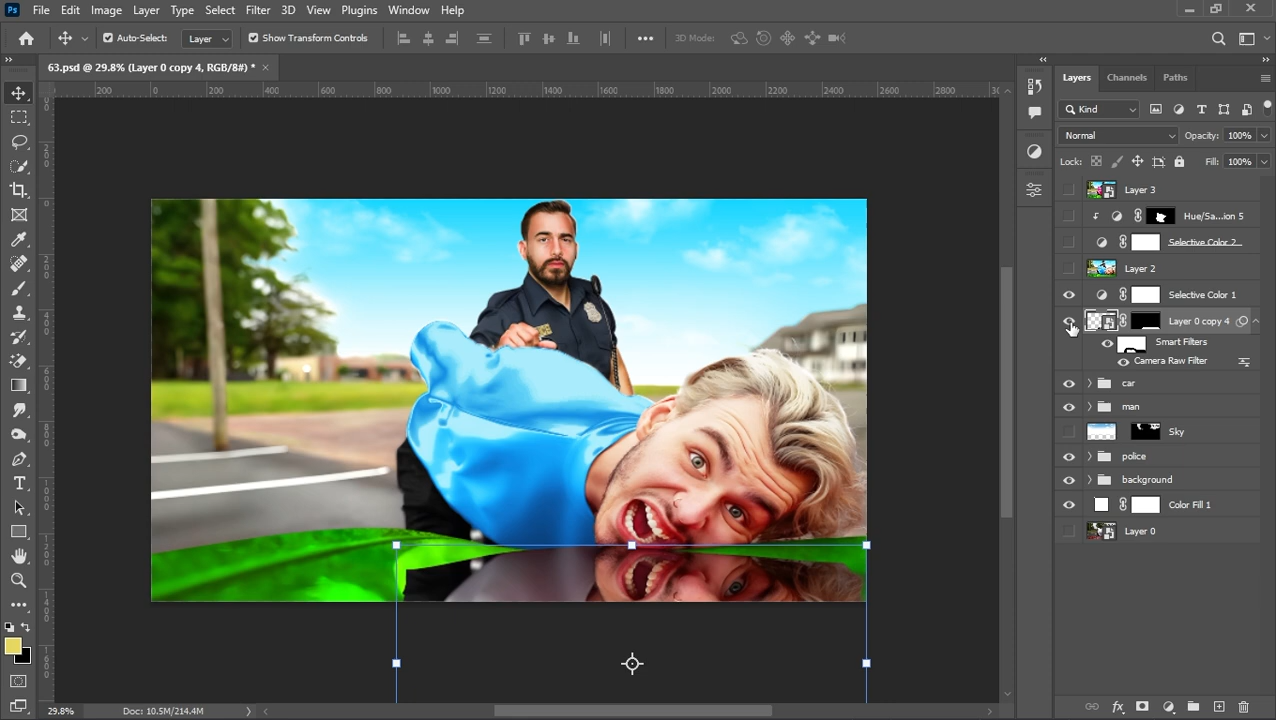 Ps File Edit Image Layer Type Select Filter 3D View Plugins Window Help
Auto-Select: Layer Show Transform Controls 3D Mode:
63.psd @ 29.8% (Layer 0 copy 4, RGB/8#) *
200 0 200 400 600 800 1000 1200 1400 1600 1800 2000 2200 2400 2600 2800
Layers Channels Paths
Kind
Normal Opacity: 100%
Lock: Fill: 100%
Layer 3
Hue/Sa...ion 5
Selective Color 2
Layer 2
Selective Color 1
Layer 0 copy 4
Smart Filters
Camera Raw Filter
car
man
Sky
police
background
Color Fill 1
Layer 0
29.8% Doc: 10.5M/214.4M